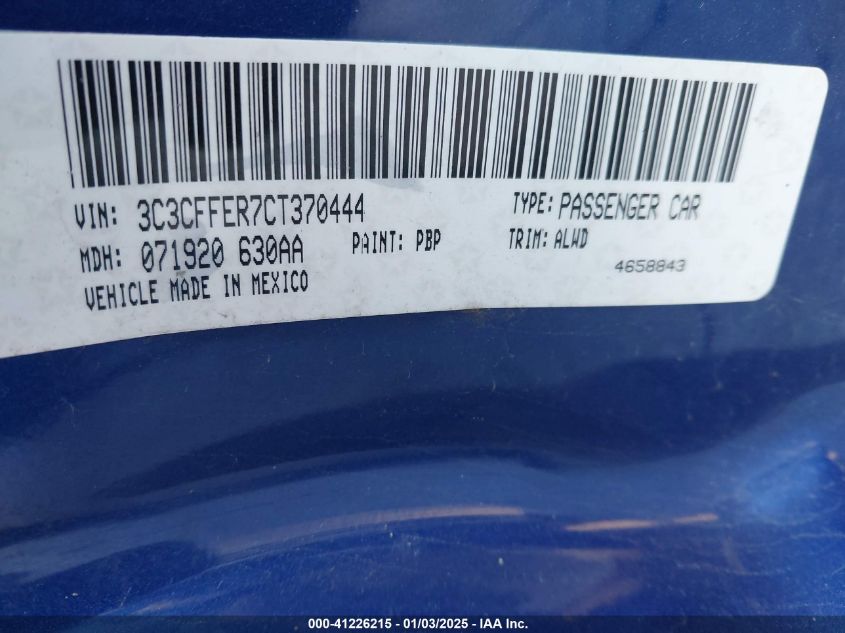 VIN: 3C3CFFER7CT370444 TYPE: PASSENGER CAR
MDH: 071920 630AA PAINT: PBP TRIM: ALWD
VEHICLE MADE IN MEXICO 4658843
000-41226215 - 01/03/2025 - IAA Inc.